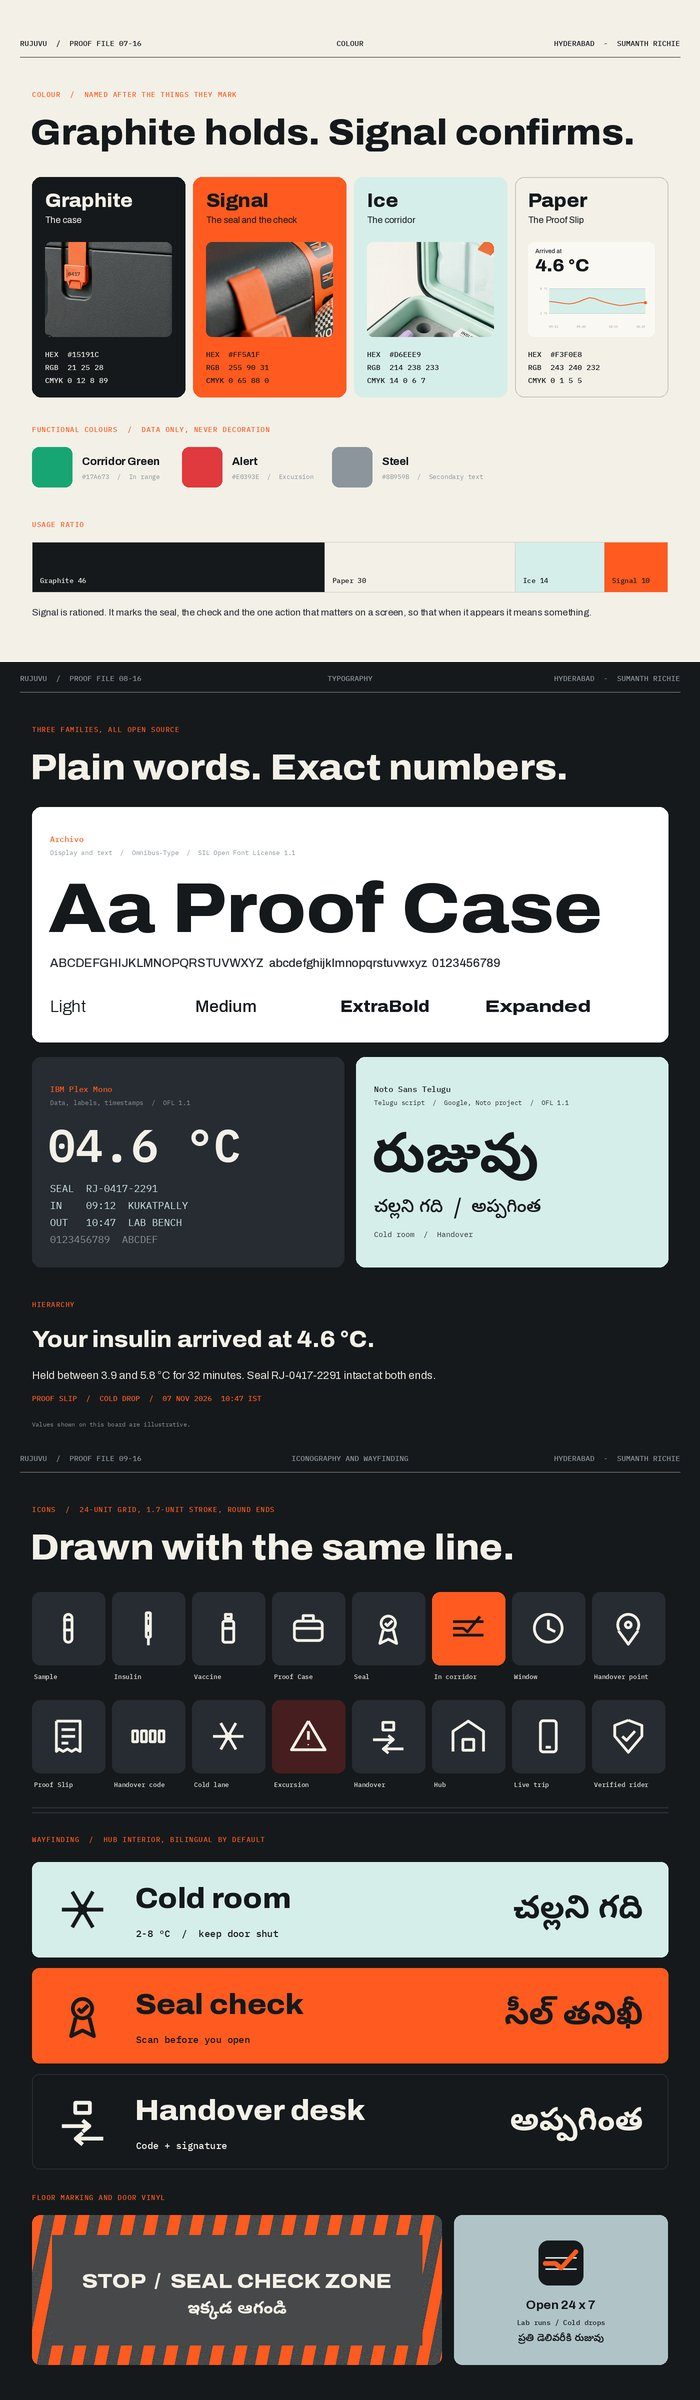 RUJUVU / PROOF FILE 07-16
COLOUR
HYDERABAD - SUMANTH RICHIE
COLOUR / NAMED AFTER THE THINGS THEY MARK
Graphite holds. Signal confirms.
Graphite
The case
0417
HEX #15191C
RGB 21 25 28
CMYK 0 12 8 89
Signal
The seal and the check
HEX #FF5A1F
RGB 255 90 31
CMYK 0 65 88 0
Ice
The corridor
HEX #D6EEE9
RGB 214 238 233
CMYK 14 0 6 7
Paper
The Proof Slip
Arrived at
4.6 °C
HEX #F3F0E8
RGB 243 240 232
CMYK 0 1 5 5
FUNCTIONAL COLOURS / DATA ONLY, NEVER DECORATION
Corridor Green
#17A673 / In range
Alert
#E0393E / Excursion
Steel
#8B959B / Secondary text
USAGE RATIO
Graphite 46
Paper 30
Ice 14
Signal 10
Signal is rationed. It marks the seal, the check and the one action that matters on a screen, so that when it appears it means something.
RUJUVU / PROOF FILE 08-16
TYPOGRAPHY
HYDERABAD - SUMANTH RICHIE
THREE FAMILIES, ALL OPEN SOURCE
Plain words. Exact numbers.
Archivo
Display and text / Omnibus-Type / SIL Open Font License 1.1
Aa Proof Case
ABCDEFGHIJKLMNOPQRSTUVWXYZ abcdefghijklmnopqrstuvwxyz 0123456789
Light
Medium
ExtraBold
Expanded
IBM Plex Mono
Data, labels, timestamps / OFL 1.1
04.6 °C
SEAL RJ-0417-2291
IN 09:12 KUKATPALLY
OUT 10:47 LAB BENCH
0123456789 ABCDEF
Noto Sans Telugu
Telugu script / Google, Noto project / OFL 1.1
రుజువు
చల్లని గది / అప్పగింత
Cold room / Handover
HIERARCHY
Your insulin arrived at 4.6 °C.
Held between 3.9 and 5.8 °C for 32 minutes. Seal RJ-0417-2291 intact at both ends.
PROOF SLIP / COLD DROP / 07 NOV 2026 10:47 IST
Values shown on this board are illustrative.
RUJUVU / PROOF FILE 09-16
ICONOGRAPHY AND WAYFINDING
HYDERABAD - SUMANTH RICHIE
ICONS / 24-UNIT GRID, 1.7-UNIT STROKE, ROUND ENDS
Drawn with the same line.
Sample
Insulin
Vaccine
Proof Case
Seal
In corridor
Window
Handover point
Proof Slip
Handover code
Cold lane
Excursion
Handover
Hub
Live trip
Verified rider
WAYFINDING / HUB INTERIOR, BILINGUAL BY DEFAULT
Cold room
2-8 °C / keep door shut
చల్లని గది
Seal check
Scan before you open
సీల్ తనిఖీ
Handover desk
Code + signature
అప్పగింత
FLOOR MARKING AND DOOR VINYL
STOP / SEAL CHECK ZONE
ఇక్కడ ఆగండి
Open 24 x 7
Lab runs / Cold drops
ప్రతి డెలివరీకి రుజువు